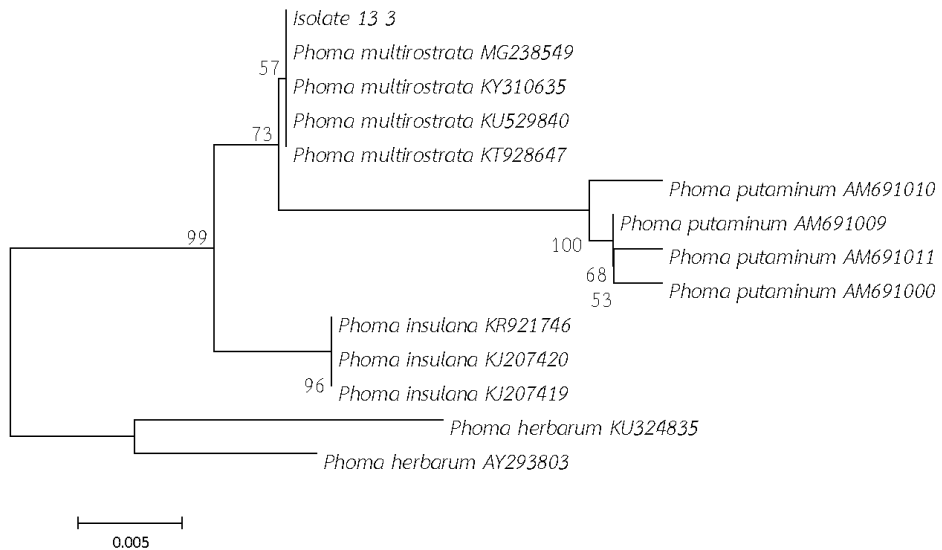 Isolate 13 3
Phoma multirostrata MG238549
57
Phoma multirostrata KY310635
Phoma multirostrata KU529840
73
Phoma multirostrata KT928647
Phoma putaminum AM691010
Phoma putaminum AM691009
99
100
Phoma putaminum AM691011
68
Phoma putaminum AM691000
53
Phoma insulana KR921746
Phoma insulana KJ207420
96
Phoma insulana KJ207419
Phoma herbarum KU324835
Phoma herbarum AY293803
0.005